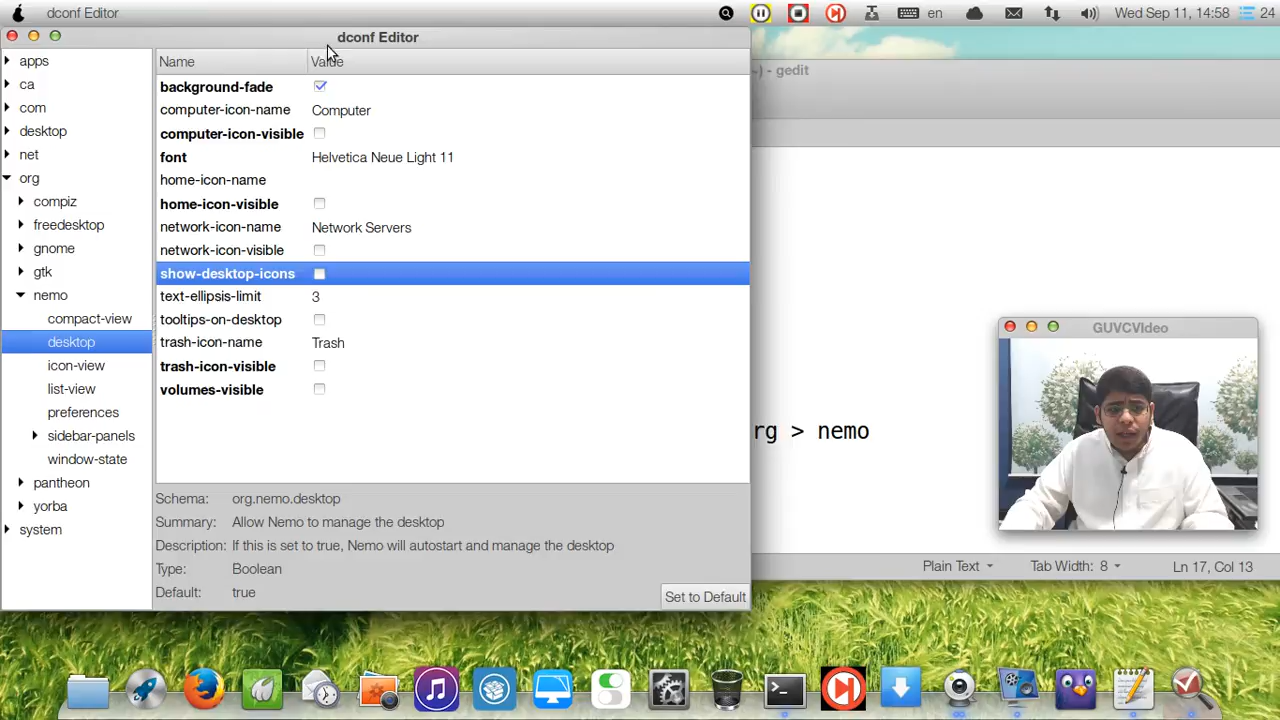 dconf Editor
en
Wed Sep 11, 14:58
24
dconf Editor
~) - gedit
apps
ca
com
desktop
net
org
compiz
freedesktop
gnome
gtk
nemo
compact-view
desktop
icon-view
list-view
preferences
sidebar-panels
window-state
pantheon
yorba
system
Name Value
background-fade
computer-icon-name Computer
computer-icon-visible
font Helvetica Neue Light 11
home-icon-name
home-icon-visible
network-icon-name Network Servers
network-icon-visible
show-desktop-icons
text-ellipsis-limit 3
tooltips-on-desktop
trash-icon-name Trash
trash-icon-visible
volumes-visible
Schema: org.nemo.desktop
Summary: Allow Nemo to manage the desktop
Description: If this is set to true, Nemo will autostart and manage the desktop
Type: Boolean
Default: true
Set to Default
GUVCVIdeo
rg > nemo
Plain Text Tab Width: 8 Ln 17, Col 13